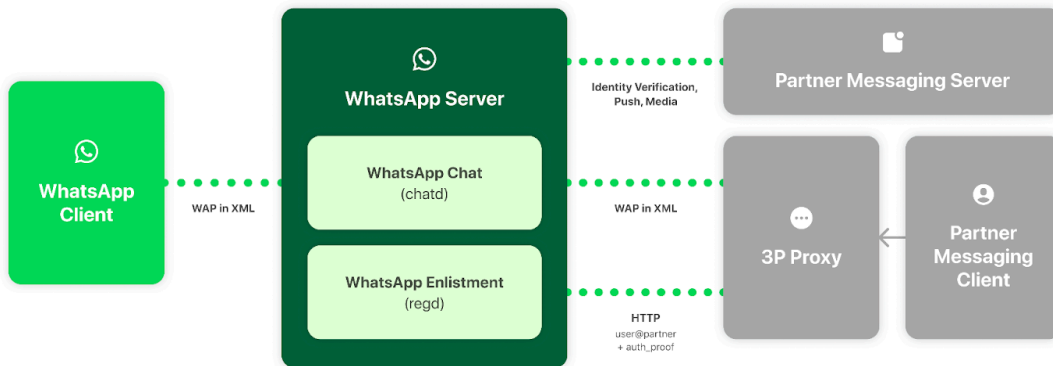 WhatsApp
Client
WAP in XML
WhatsApp Server
WhatsApp Chat
(chatd)
WhatsApp Enlistment
(regd)
Identity Verification,
Push, Media
WAP in XML
HTTP
user@partner
+ auth_proof
Partner Messaging Server
3P Proxy
Partner
Messaging
Client